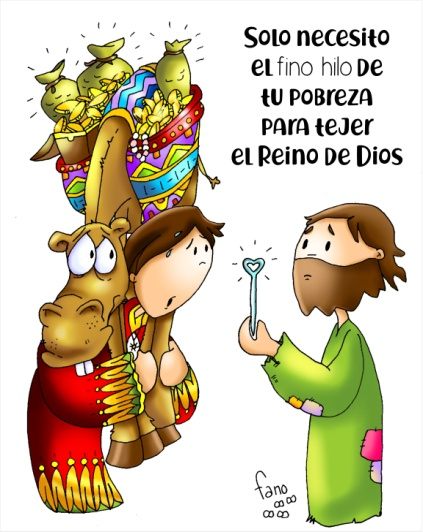 Solo necesito
el fino hilo de
tu pobreza
para tejer
el Reino de Dios
fano